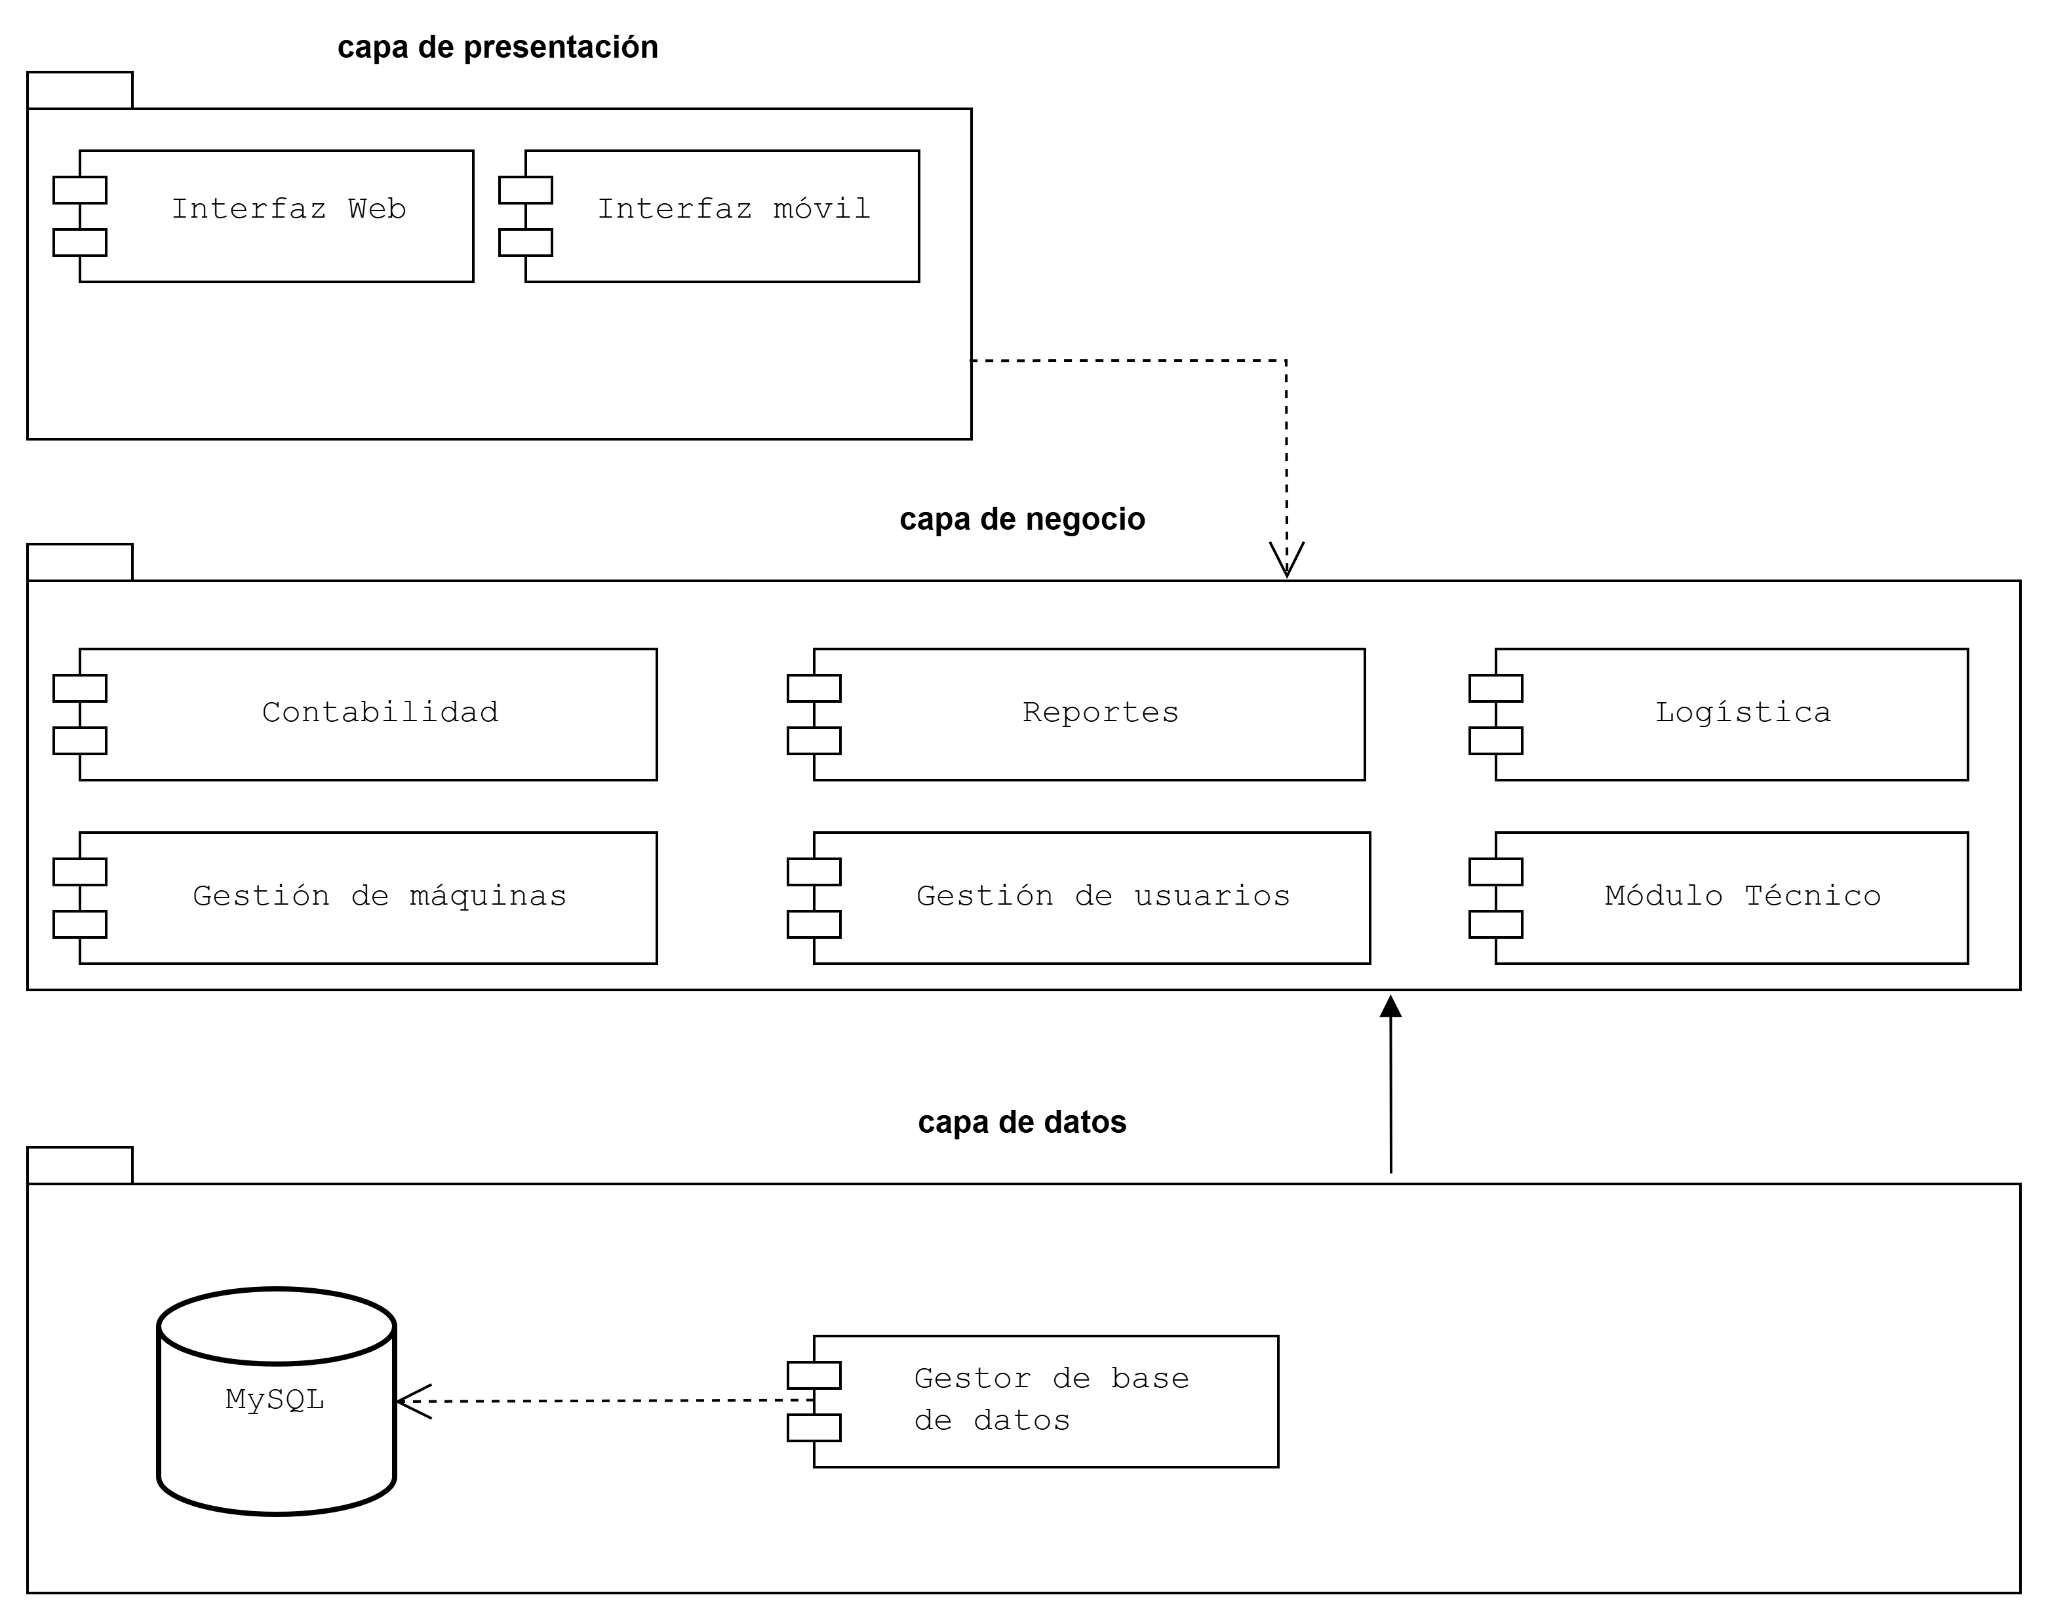 capa de presentación
Interfaz Web
Interfaz móvil
capa de negocio
Contabilidad
Reportes
Logística
Gestión de máquinas
Gestión de usuarios
Módulo Técnico
capa de datos
MySQL
Gestor de base
de datos